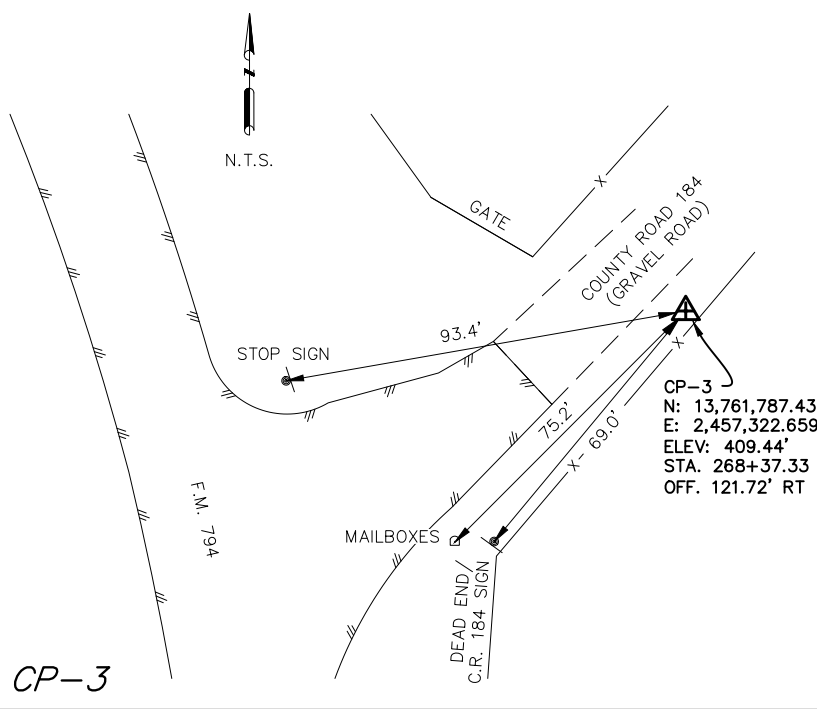 N
N.T.S.
GATE
X
COUNTY ROAD 184
(GRAVEL ROAD)
93.4'
STOP SIGN
X
CP-3
N: 13,761,787.43
E: 2,457,322.659
ELEV: 409.44'
STA. 268+37.33
OFF. 121.72' RT
75.2'
X- 69.0'
F.M. 794
MAILBOXES
DEAD END/
C.R. 184 SIGN
CP-3